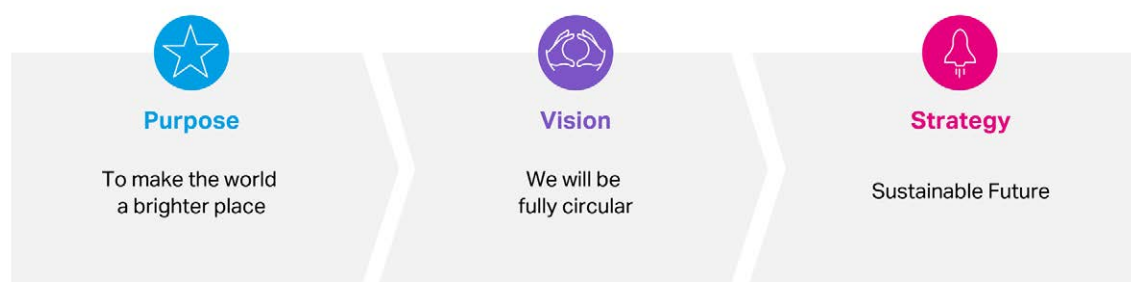 Purpose
To make the world
a brighter place
Vision
We will be
fully circular
Strategy
Sustainable Future